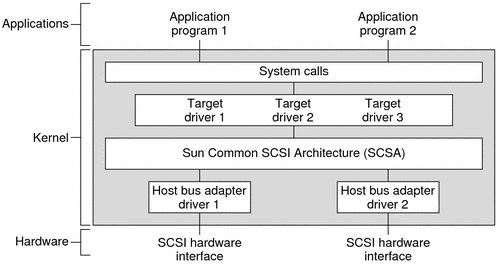 Applications
Application
program 1
Application
program 2
Kernel
System calls
Target
driver 1
Target
driver 2
Target
driver 3
Sun Common SCSI Architecture (SCSA)
Host bus adapter
driver 1
Host bus adapter
driver 2
Hardware
SCSI hardware
interface
SCSI hardware
interface